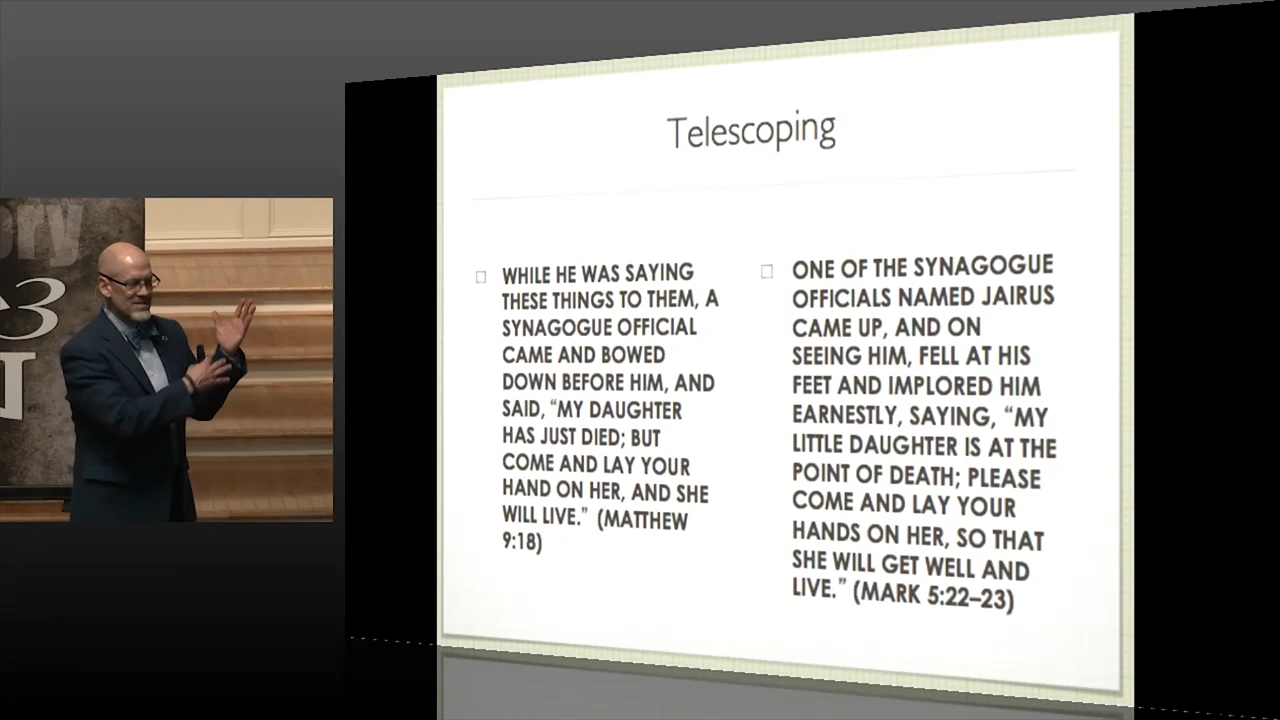 ory
3
Telescoping
WHILE HE WAS SAYING
THESE THINGS TO THEM, A
SYNAGOGUE OFFICIAL
CAME AND BOWED
DOWN BEFORE HIM, AND
SAID, “MY DAUGHTER
HAS JUST DIED; BUT
COME AND LAY YOUR
HAND ON HER, AND SHE
WILL LIVE.” (MATTHEW
9:18)
ONE OF THE SYNAGOGUE
OFFICIALS NAMED JAIRUS
CAME UP, AND ON
SEEING HIM, FELL AT HIS
FEET AND IMPLORED HIM
EARNESTLY, SAYING, “MY
LITTLE DAUGHTER IS AT THE
POINT OF DEATH; PLEASE
COME AND LAY YOUR
HANDS ON HER, SO THAT
SHE WILL GET WELL AND
LIVE.” (MARK 5:22–23)